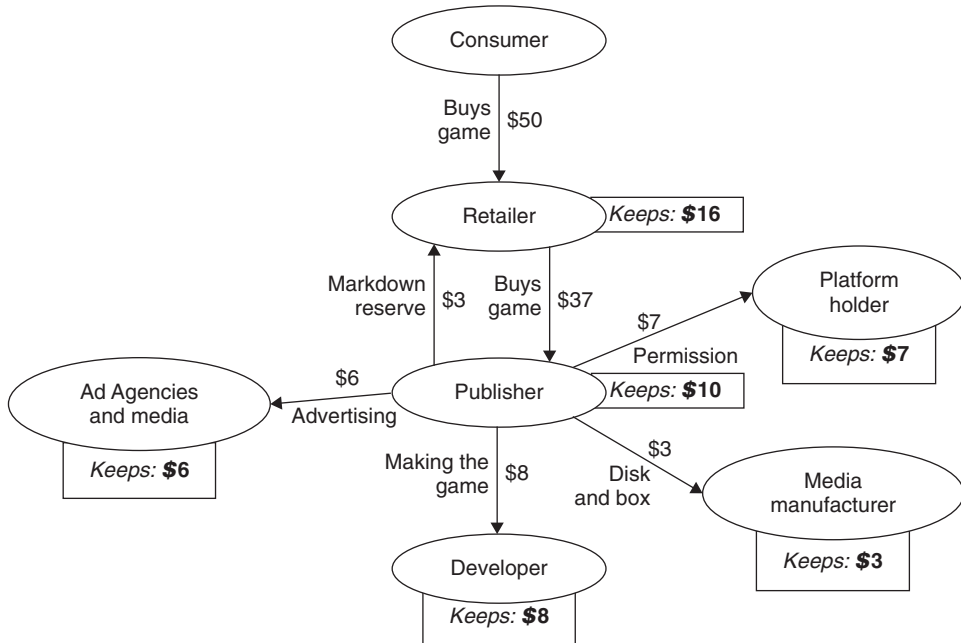 Consumer
Buys
game
$50
Retailer
Keeps: $16
Markdown
reserve
$3
Buys
game
$37
Platform
holder
Keeps: $7
$7
Permission
Ad Agencies
and media
Keeps: $6
$6
Advertising
Publisher
Keeps: $10
Making the
game
$8
$3
Disk
and box
Media
manufacturer
Keeps: $3
Developer
Keeps: $8